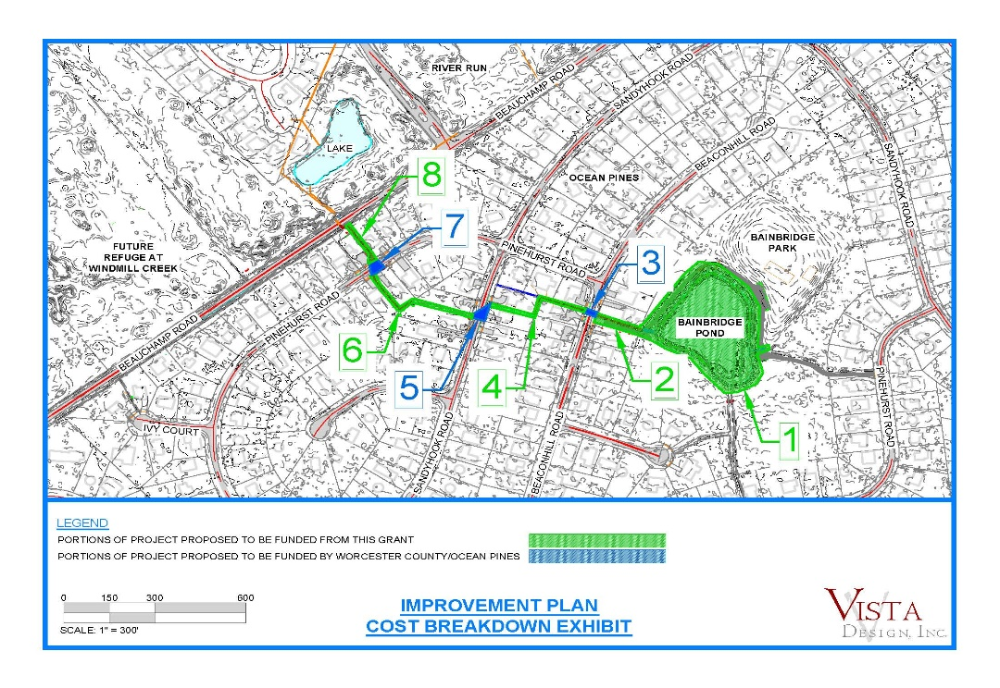 RIVER RUN
BEAUCHAMP ROAD
SANDYHOOK ROAD
LAKE
BEACONHILL ROAD
SANDYHOOK ROAD
8
OCEAN PINES
7
FUTURE
REFUGE AT
WINDMILL CREEK
PINEHURST ROAD
BAINBRIDGE
PARK
3
PINEHURST ROAD
BEAUCHAMP ROAD
BAINBRIDGE
POND
6
5
4
2
PINEHURST ROAD
IVY COURT
SANDYHOOK ROAD
BEACONHILL ROAD
1
LEGEND
PORTIONS OF PROJECT PROPOSED TO BE FUNDED FROM THIS GRANT
PORTIONS OF PROJECT PROPOSED TO BE FUNDED BY WORCESTER COUNTY/OCEAN PINES
0 150 300 600
SCALE: 1" = 300'
IMPROVEMENT PLAN
COST BREAKDOWN EXHIBIT
VISTA
DESIGN, INC.